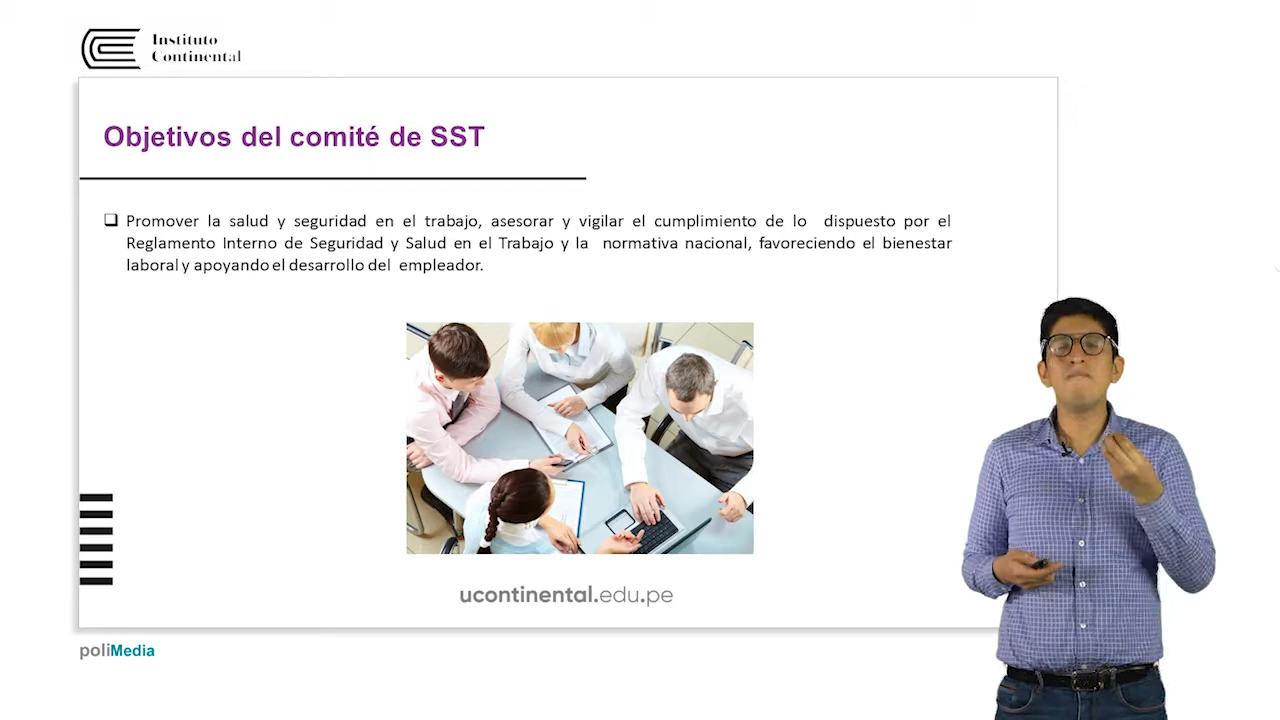 Instituto
Continental
Objetivos del comité de SST
❑ Promover la salud y seguridad en el trabajo, asesorar y vigilar el cumplimiento de lo dispuesto por el
Reglamento Interno de Seguridad y Salud en el Trabajo y la normativa nacional, favoreciendo el bienestar
laboral y apoyando el desarrollo del empleador.
ucontinental.edu.pe
poliMedia